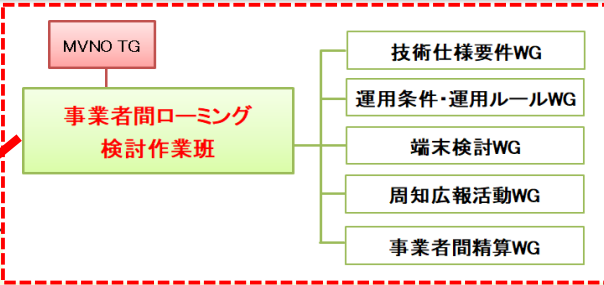 MVNO TG
事業者間ローミング
検討作業班
技術仕様要件WG
運用条件・運用ルールWG
端末検討WG
周知広報活動WG
事業者間精算WG